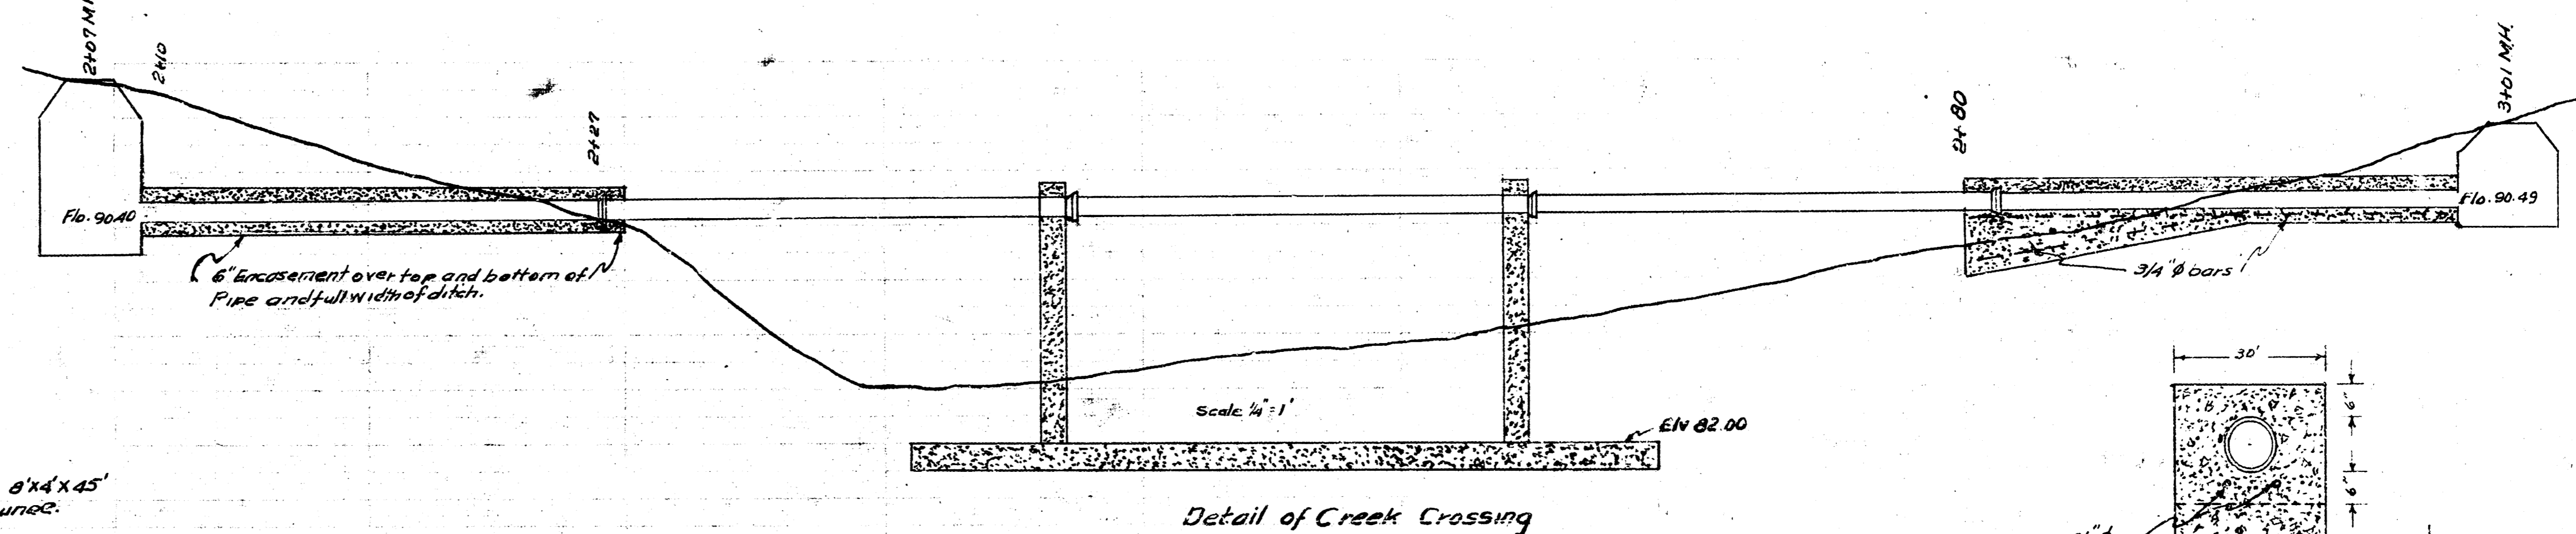 2+07 M
2+10
2+27
2+80
3+01 M.H.
Flo. 90.40
Flo. 90.49
6" Encasement over top and bottom of
Pipe and full width of ditch.
3/4" ϕ bars
30'
6"
6"
Scale ¼"=1'
Elv 82.00
8'x4'x45'
Detail of Creek Crossing